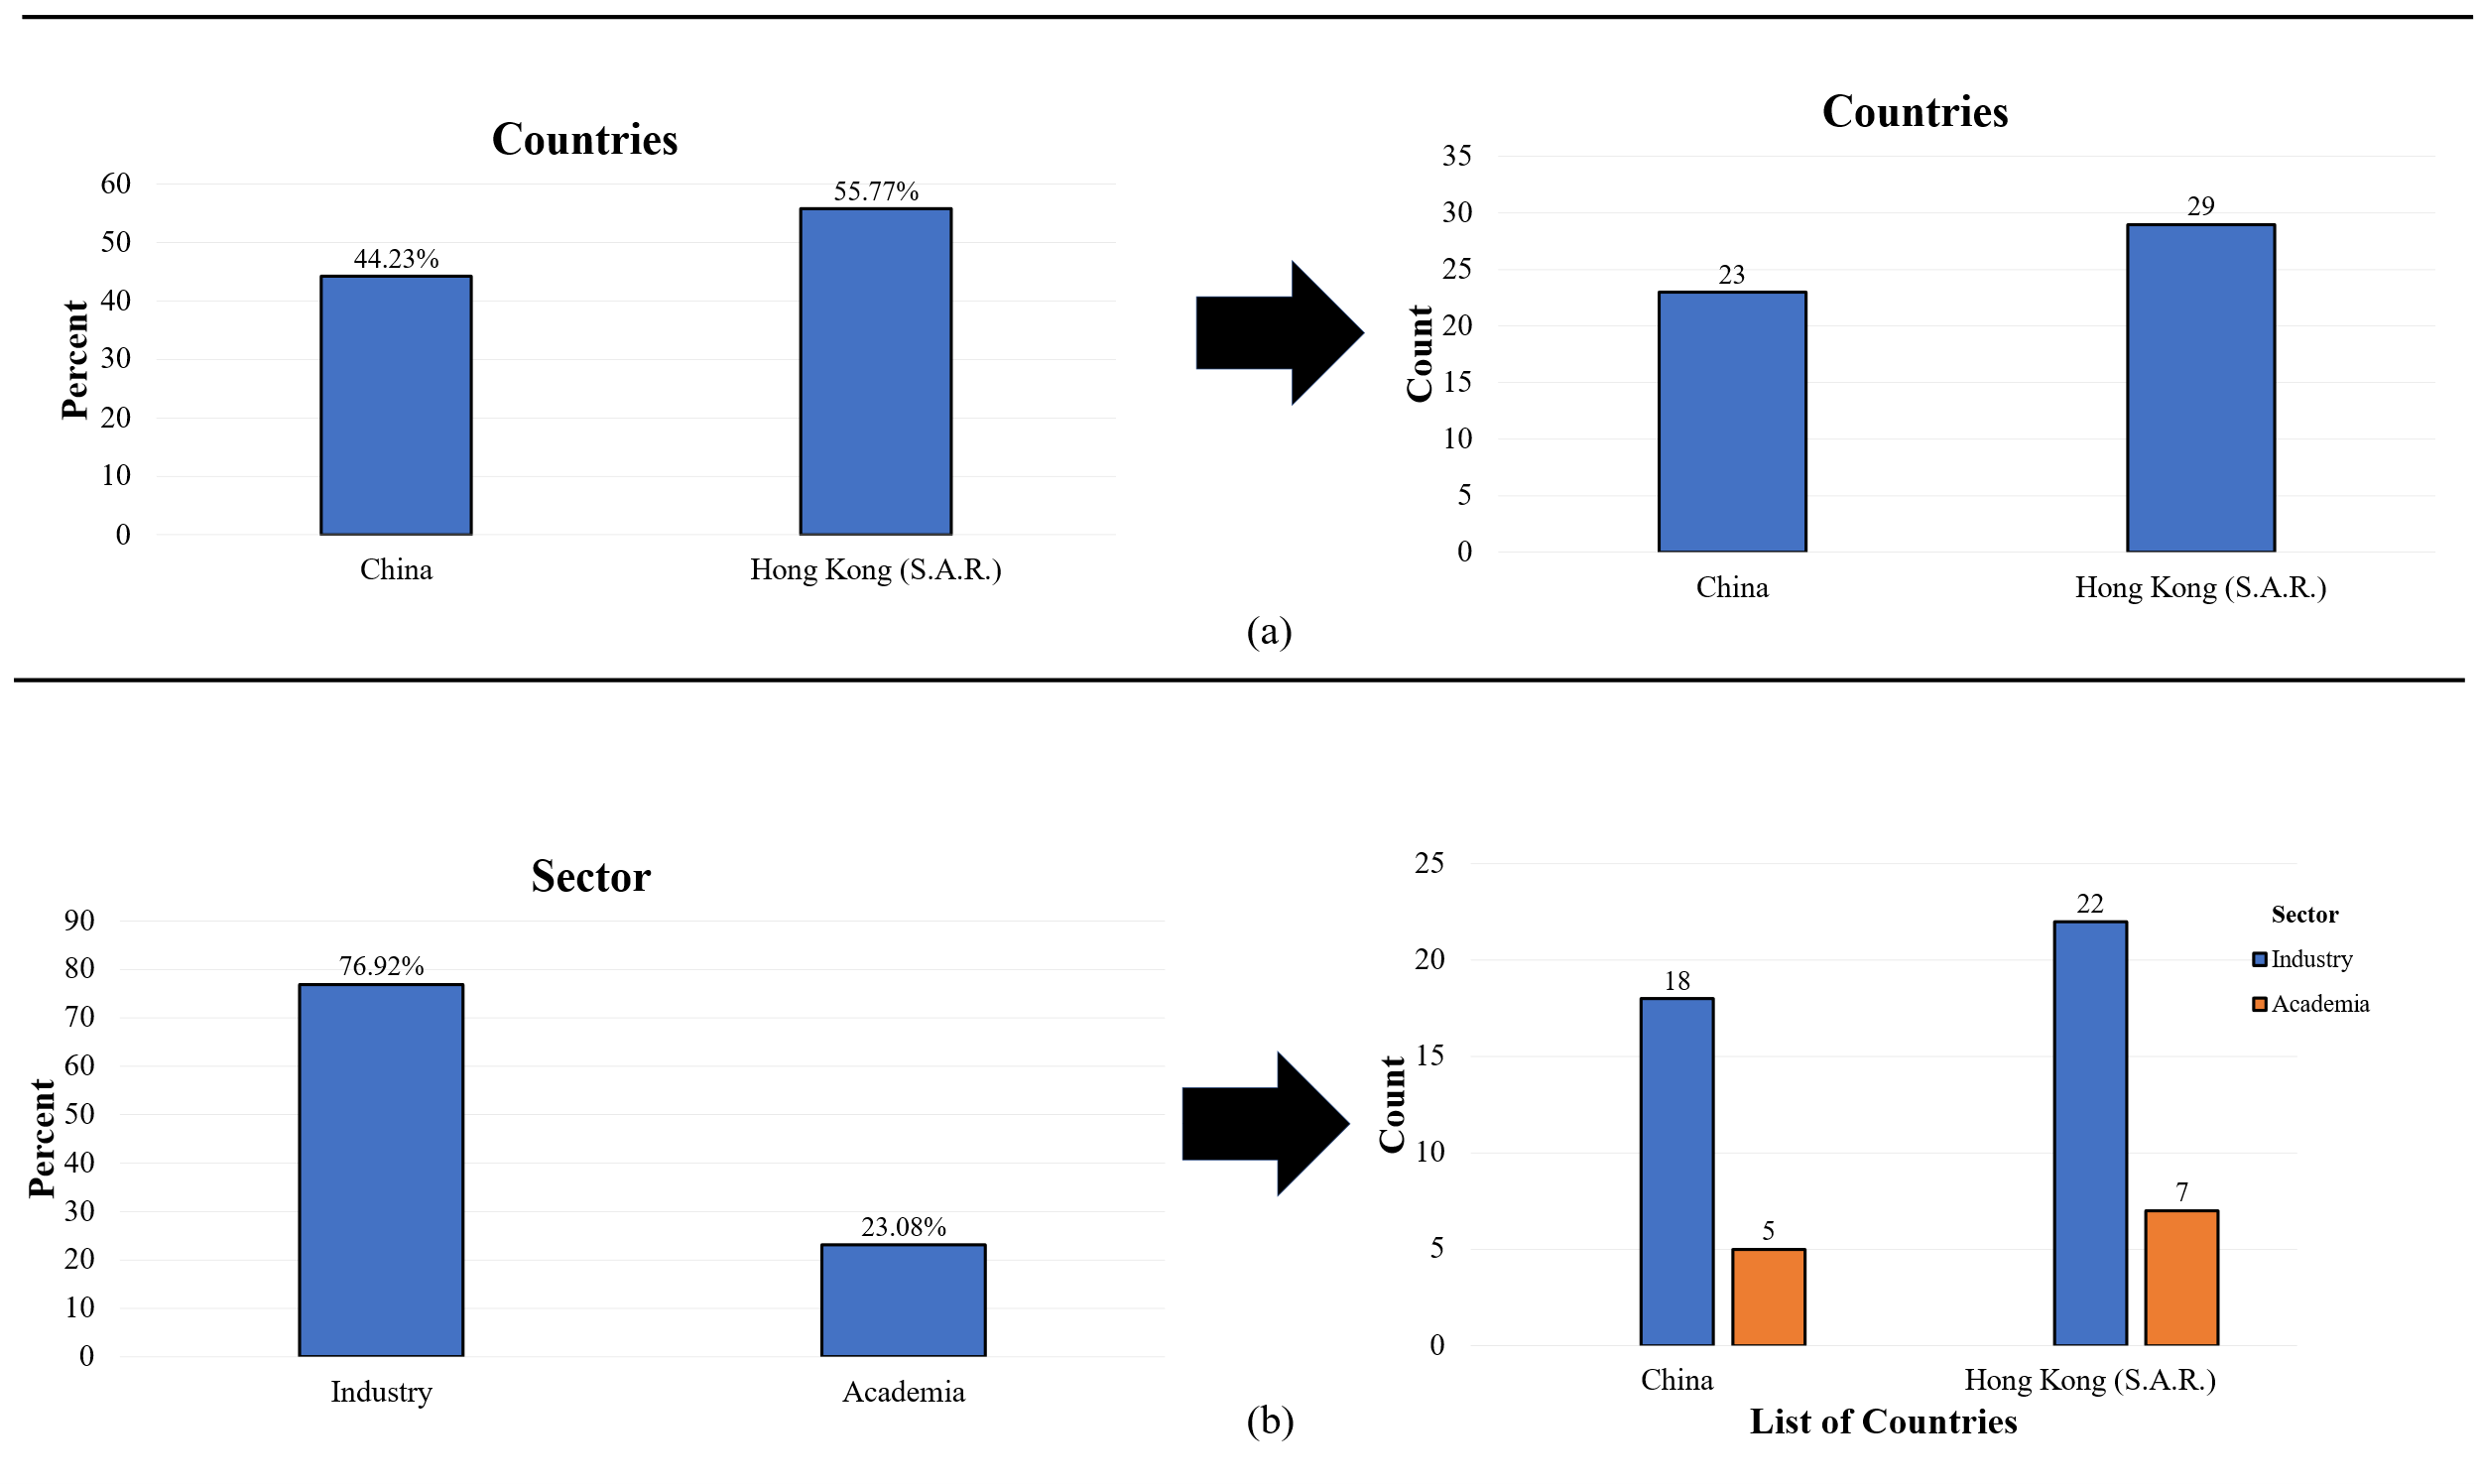 Countries
60
50
40
30
20
10
0
Percent
44.23%
55.77%
China
Hong Kong (S.A.R.)
Countries
35
30
25
20
15
10
5
0
Count
23
29
China
Hong Kong (S.A.R.)
(a)
Sector
90
80
70
60
50
40
30
20
10
0
Percent
76.92%
23.08%
Industry
Academia
25
20
15
10
5
0
Count
18
5
22
7
Sector
Industry
Academia
China
Hong Kong (S.A.R.)
List of Countries
(b)